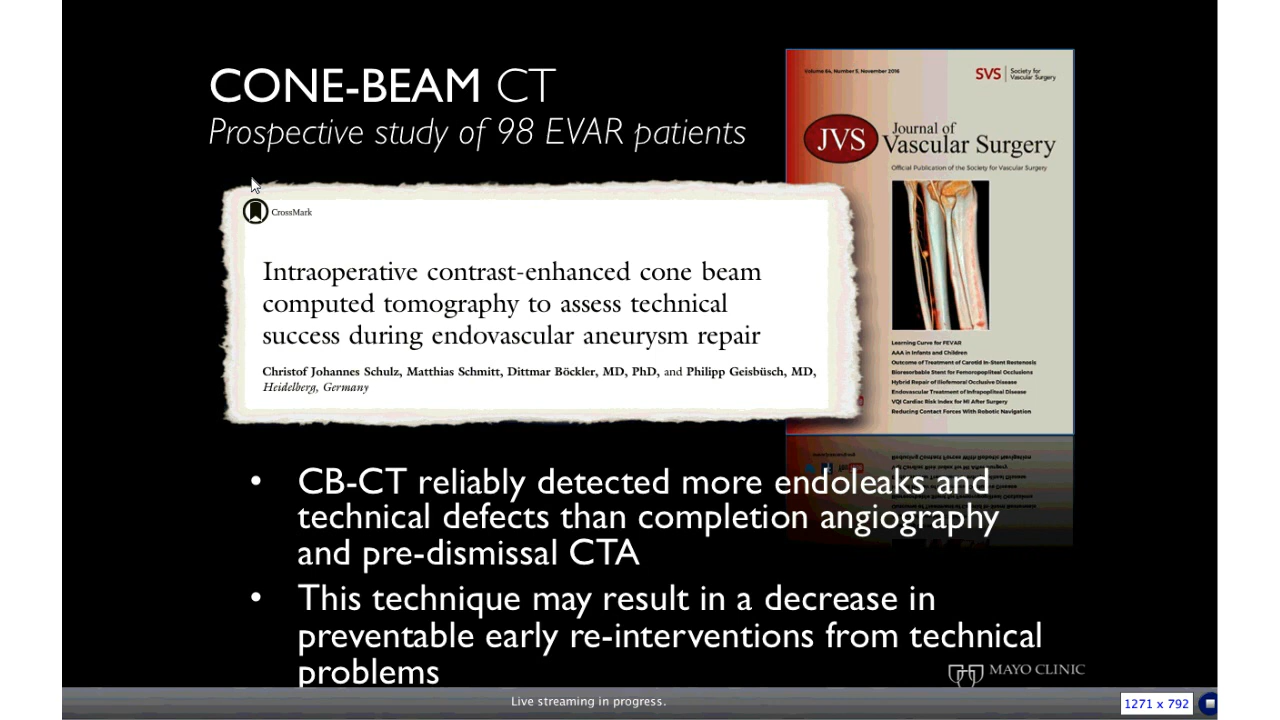 CONE-BEAM CT
Prospective study of 98 EVAR patients
Volume 64, Number 5, November 2016
SVS | Society for
Vascular Surgery
JVS
Journal of
Vascular Surgery
Official Publication of the Society for Vascular Surgery
CrossMark
Intraoperative contrast-enhanced cone beam
computed tomography to assess technical
success during endovascular aneurysm repair
Christof Johannes Schulz, Matthias Schmitt, Dittmar Böckler, MD, PhD, and Philipp Geisbüsch, MD,
Heidelberg, Germany
Learning Curve for FEVAR
AAA in Infants and Children
Outcome of Treatment of Carotid In-Stent Restenosis
Bioresorbable Stent for Femoropopliteal Occlusions
Hybrid Repair of Iliofemoral Occlusive Disease
Endovascular Treatment of Infrapopliteal Disease
VQI Cardiac Risk Index for MI After Surgery
Reducing Contact Forces With Robotic Navigation
• CB-CT reliably detected more endoleaks and
technical defects than completion angiography
and pre-dismissal CTA
• This technique may result in a decrease in
preventable early re-interventions from technical
problems
MAYO CLINIC
Live streaming in progress.
1271 x 792